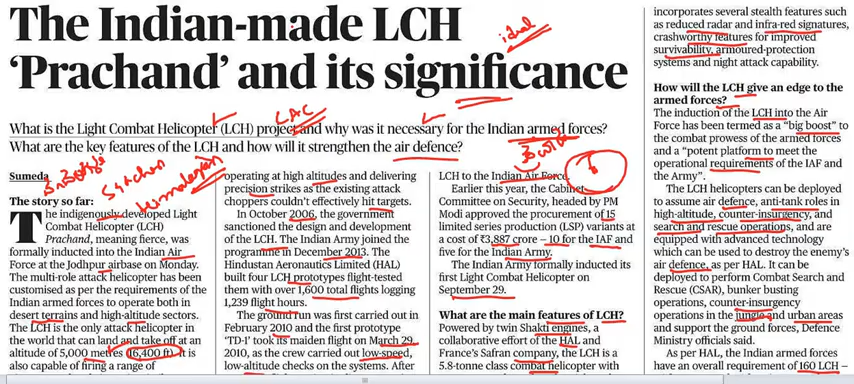 The Indian-made LCH
'Prachand' and its significance
ideal
LAC
What is the Light Combat Helicopter (LCH) project and why was it necessary for the Indian armed forces?
What are the key features of the LCH and how will it strengthen the air defence?
Sumeda
Siachen
Himalayan
The story so far:
The indigenously developed Light
Combat Helicopter (LCH)
Prachand, meaning fierce, was
formally inducted into the Indian Air
Force at the Jodhpur airbase on Monday.
The multi-role attack helicopter has been
customised as per the requirements of the
Indian armed forces to operate both in
desert terrains and high-altitude sectors.
The LCH is the only attack helicopter in
the world that can land and take off at an
altitude of 5,000 metres (16,400 ft). It is
also capable of firing a range of
operating at high altitudes and delivering
precision strikes as the existing attack
choppers couldn't effectively hit targets.
In October 2006, the government
sanctioned the design and development
of the LCH. The Indian Army joined the
programme in December 2013. The
Hindustan Aeronautics Limited (HAL)
built four LCH prototypes flight-tested
them with over 1,600 total flights logging
1,239 flight hours.
The ground run was first carried out in
February 2010 and the first prototype
'TD-1' took its maiden flight on March 29,
2010, as the crew carried out low-speed,
low-altitude checks on the systems. After
LCH to the Indian Air Force.
Earlier this year, the Cabinet
Committee on Security, headed by PM
Modi approved the procurement of 15
limited series production (LSP) variants at
a cost of ₹3,887 crore — 10 for the IAF and
five for the Indian Army.
The Indian Army formally inducted its
first Light Combat Helicopter on
September 29.
What are the main features of LCH?
Powered by twin Shakti engines, a
collaborative effort of the HAL and
France's Safran company, the LCH is a
5.8-tonne class combat helicopter with
incorporates several stealth features such
as reduced radar and infra-red signatures,
crashworthy features for improved
survivability, armoured-protection
systems and night attack capability.
How will the LCH give an edge to the
armed forces?
The induction of the LCH into the Air
Force has been termed as a "big boost" to
the combat prowess of the armed forces
and a "potent platform to meet the
operational requirements of the IAF and
the Army".
The LCH helicopters can be deployed
to assume air defence, anti-tank roles in
high-altitude, counter-insurgency, and
search and rescue operations, and are
equipped with advanced technology
which can be used to destroy the enemy's
air defence, as per HAL. It can be
deployed to perform Combat Search and
Rescue (CSAR), bunker busting
operations, counter-insurgency
operations in the jungle and urban areas
and support the ground forces, Defence
Ministry officials said.
As per HAL, the Indian armed forces
have an overall requirement of 160 LCH —